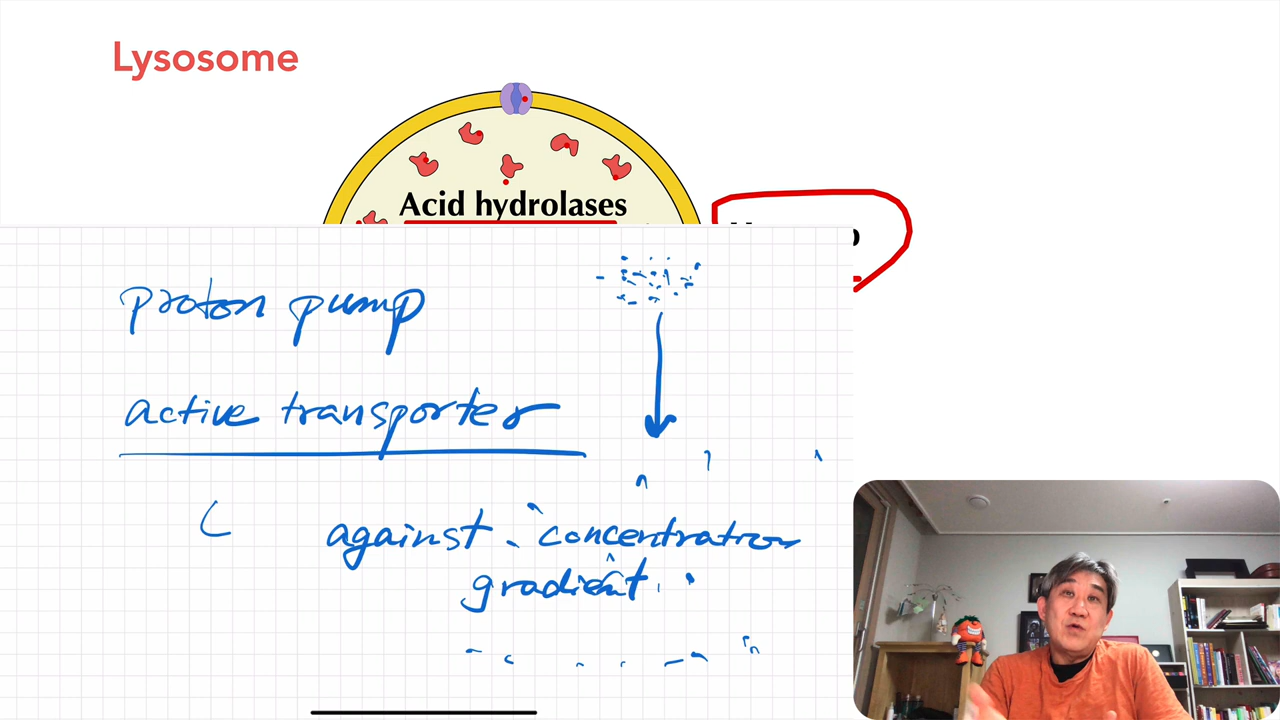 Lysosome
Acid hydrolases
proton pump
active transporter
against concentration
gradient